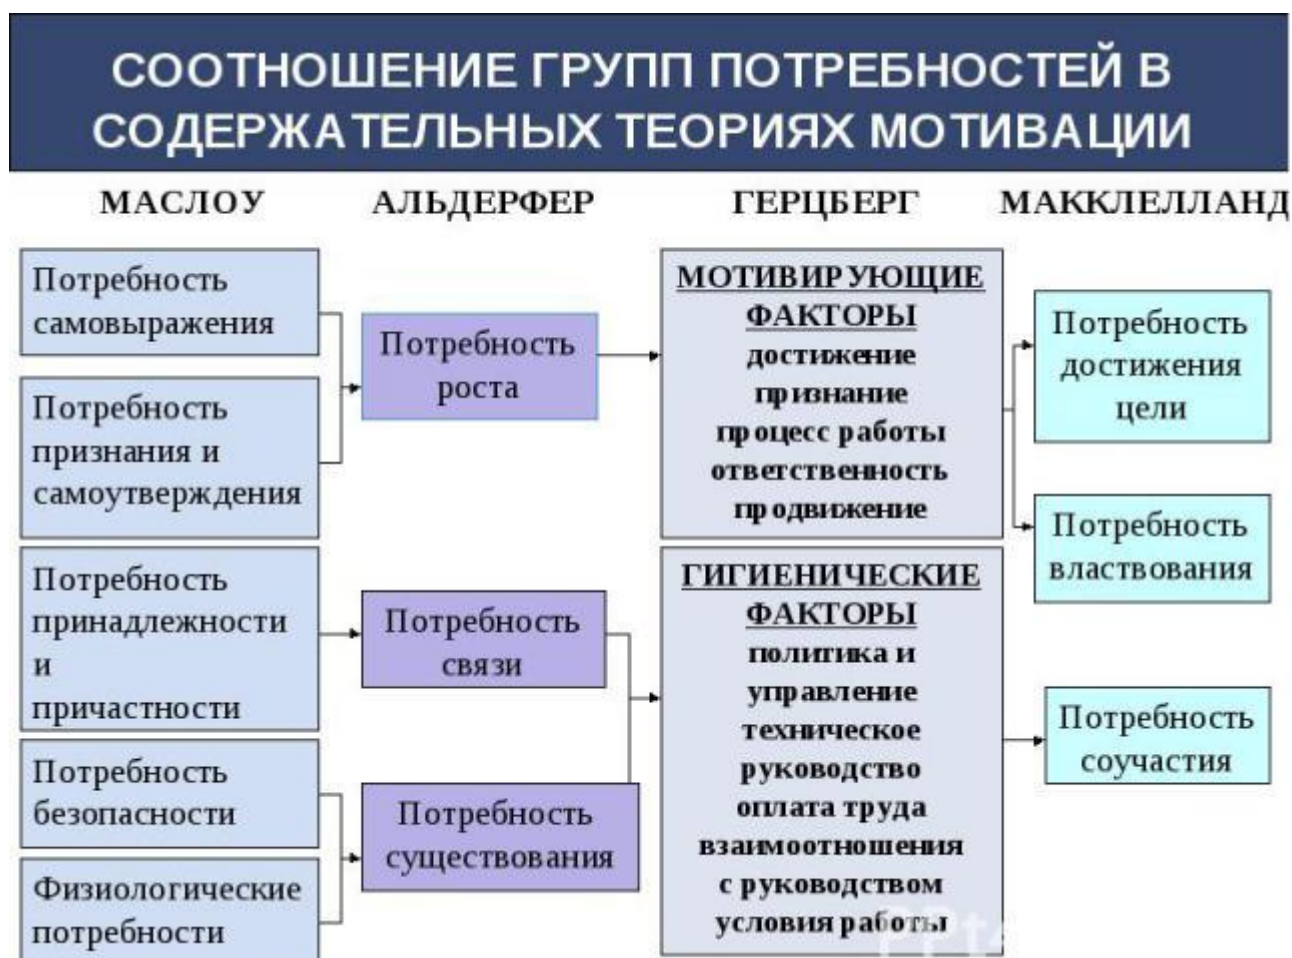 СООТНОШЕНИЕ ГРУПП ПОТРЕБНОСТЕЙ В
СОДЕРЖАТЕЛЬНЫХ ТЕОРИЯХ МОТИВАЦИИ
МАСЛОУ
Потребность
самовыражения
Потребность
признания и
самоутверждения
Потребность
принадлежности
и
причастности
Потребность
безопасности
Физиологические
потребности
АЛЬДЕРФЕР
Потребность
роста
Потребность
связи
Потребность
существования
ГЕРЦБЕРГ
МОТИВИРУЮЩИЕ
ФАКТОРЫ
достижение
признание
процесс работы
ответственность
продвижение
ГИГИЕНИЧЕСКИЕ
ФАКТОРЫ
политика и
управление
техническое
руководство
оплата труда
взаимоотношения
с руководством
условия работы
МАККЛЕЛЛАНД
Потребность
достижения
цели
Потребность
властвования
Потребность
соучастия